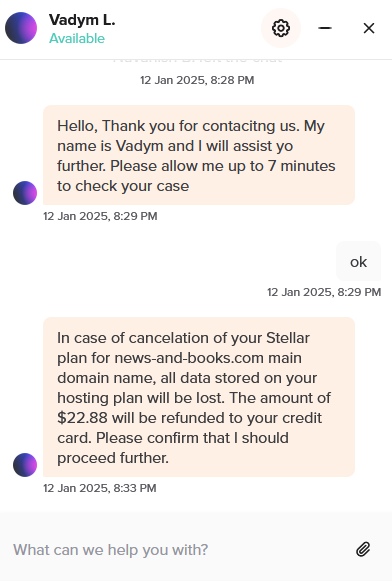 Vadym L.
Available
12 Jan 2025, 8:28 PM
Hello, Thank you for contacitng us. My
name is Vadym and I will assist yo
further. Please allow me up to 7 minutes
to check your case
12 Jan 2025, 8:29 PM
ok
12 Jan 2025, 8:29 PM
In case of cancelation of your Stellar
plan for news-and-books.com main
domain name, all data stored on your
hosting plan will be lost. The amount of
$22.88 will be refunded to your credit
card. Please confirm that I should
proceed further.
12 Jan 2025, 8:33 PM
What can we help you with?